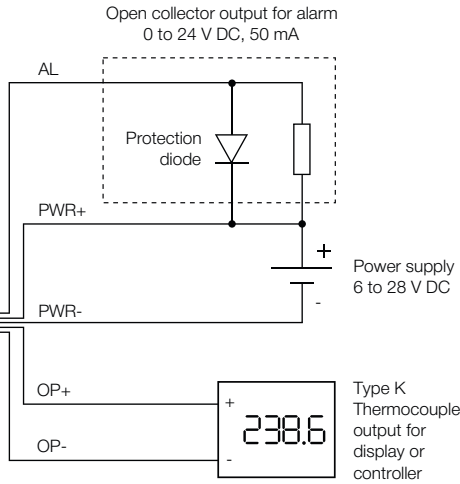 Open collector output for alarm
0 to 24 V DC, 50 mA
AL
Protection
diode
PWR+
+
Power supply
6 to 28 V DC
-
PWR-
OP+
+
238.6
Type K
Thermocouple
output for
display or
controller
OP-
-